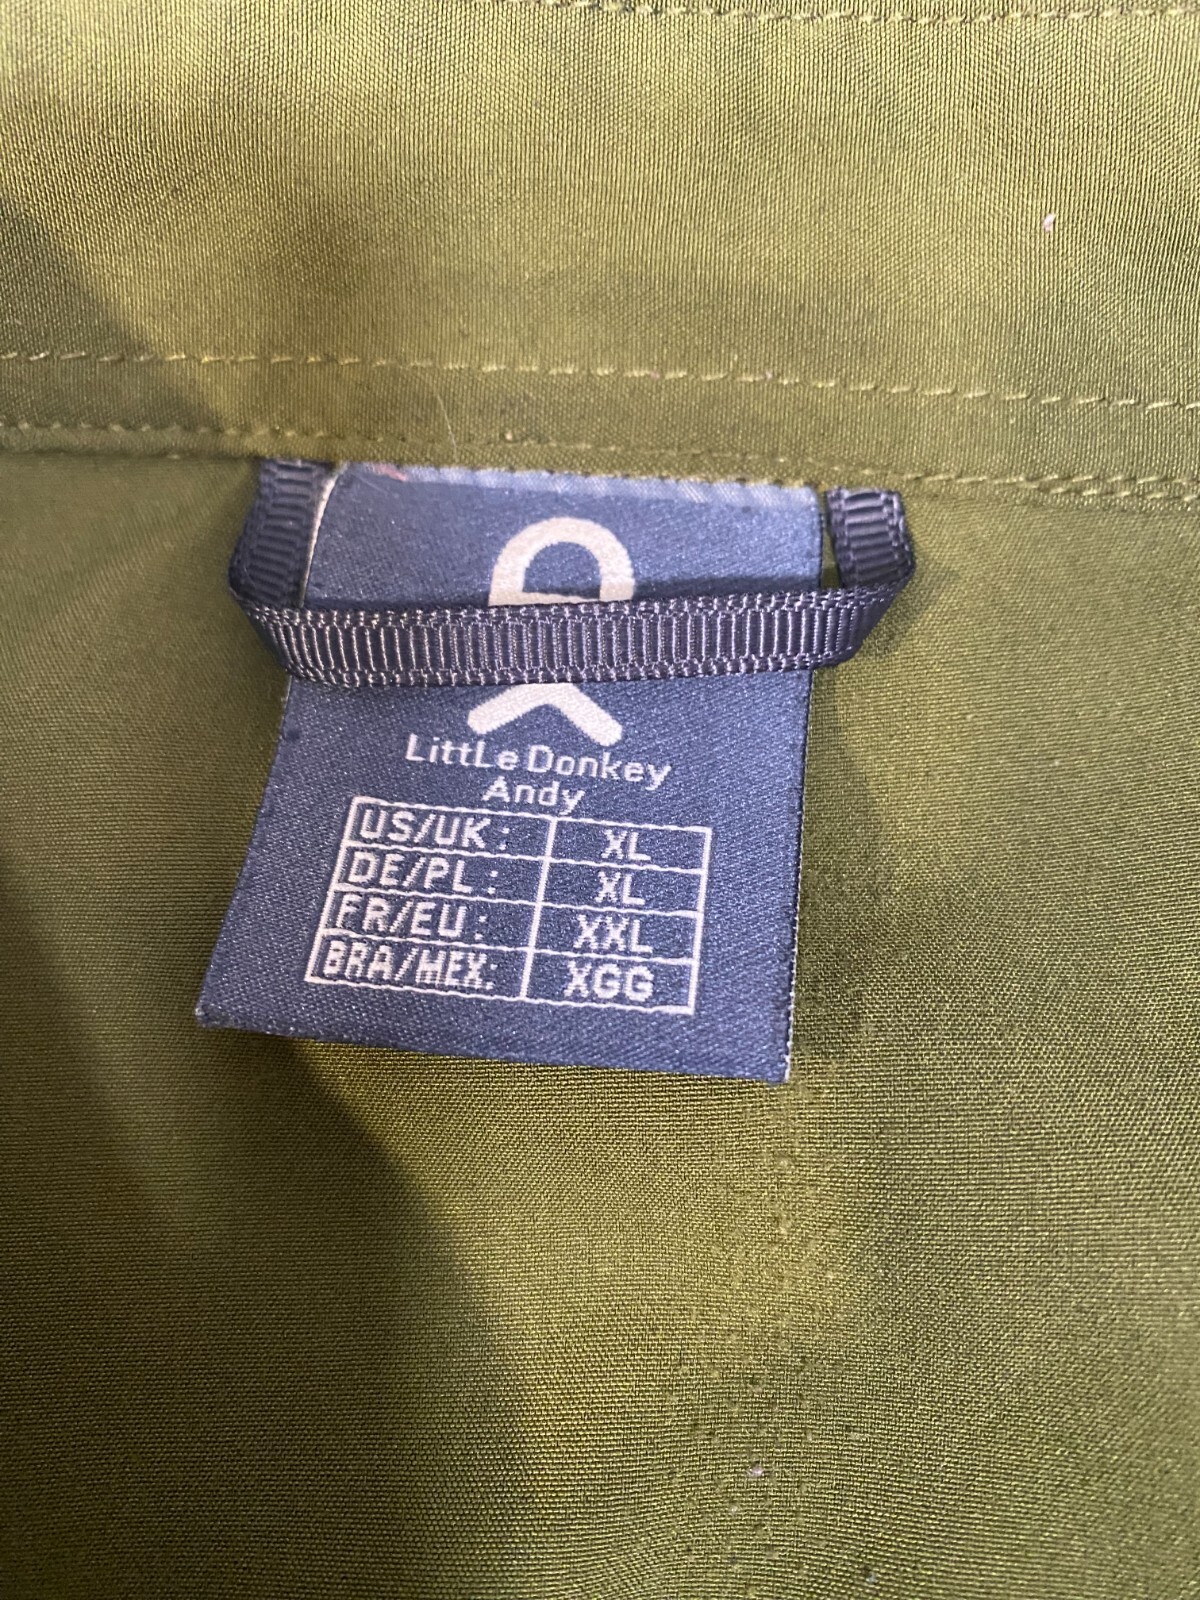 LittLe Donkey
Andy
US/UK: XL
DE/PL: XL
FR/EU: XXL
BRA/MEX: XGG